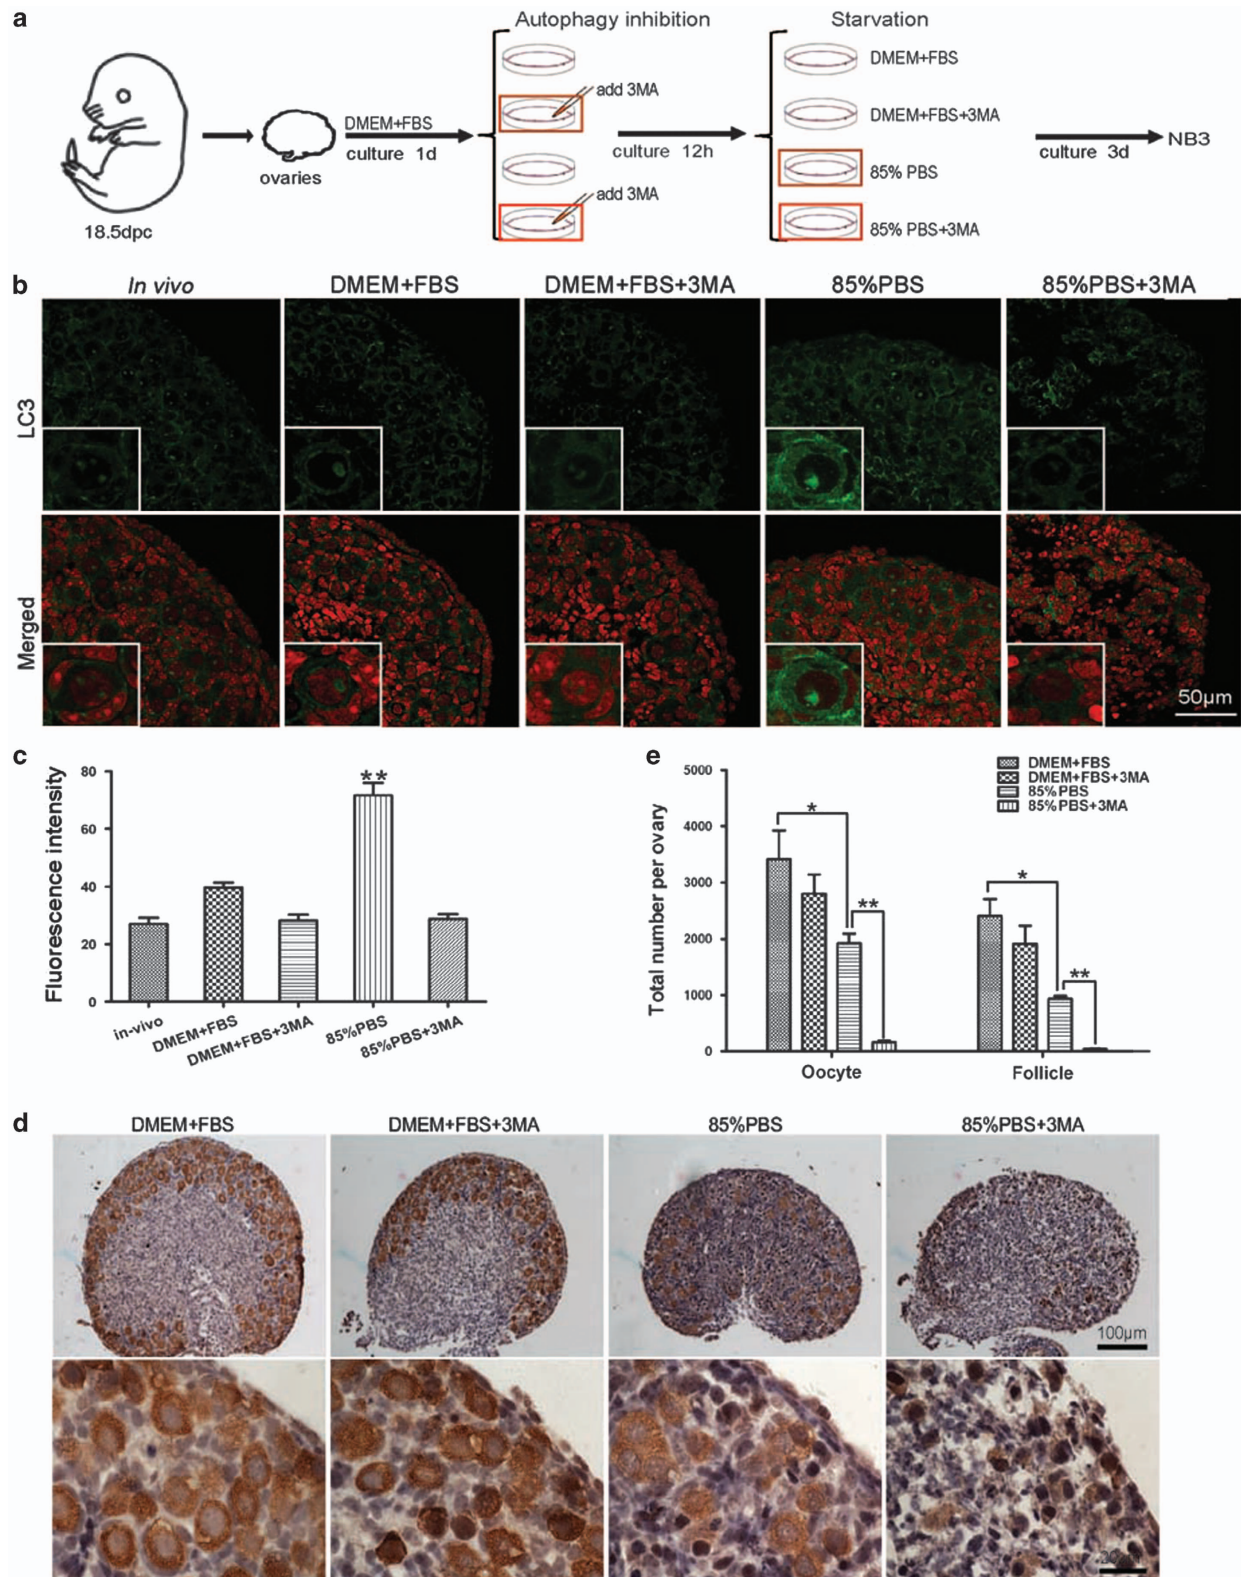 a
Autophagy inhibition
Starvation
DMEM+FBS
add 3MA
DMEM+FBS
DMEM+FBS+3MA
culture 1d
culture 12h
culture 3d
NB3
ovaries
85% PBS
add 3MA
18.5dpc
85% PBS+3MA
b
In vivo
DMEM+FBS
DMEM+FBS+3MA
85%PBS
85%PBS+3MA
LC3
Merged
50µm
c
Fluorescence intensity
80
60
40
20
0
**
in-vivo
DMEM+FBS
DMEM+FBS+3MA
85%PBS
85%PBS+3MA
e
DMEM+FBS
DMEM+FBS+3MA
85%PBS
85%PBS+3MA
Total number per ovary
5000
4000
3000
2000
1000
0
*
**
*
**
Oocyte
Follicle
d
DMEM+FBS
DMEM+FBS+3MA
85%PBS
85%PBS+3MA
100µm